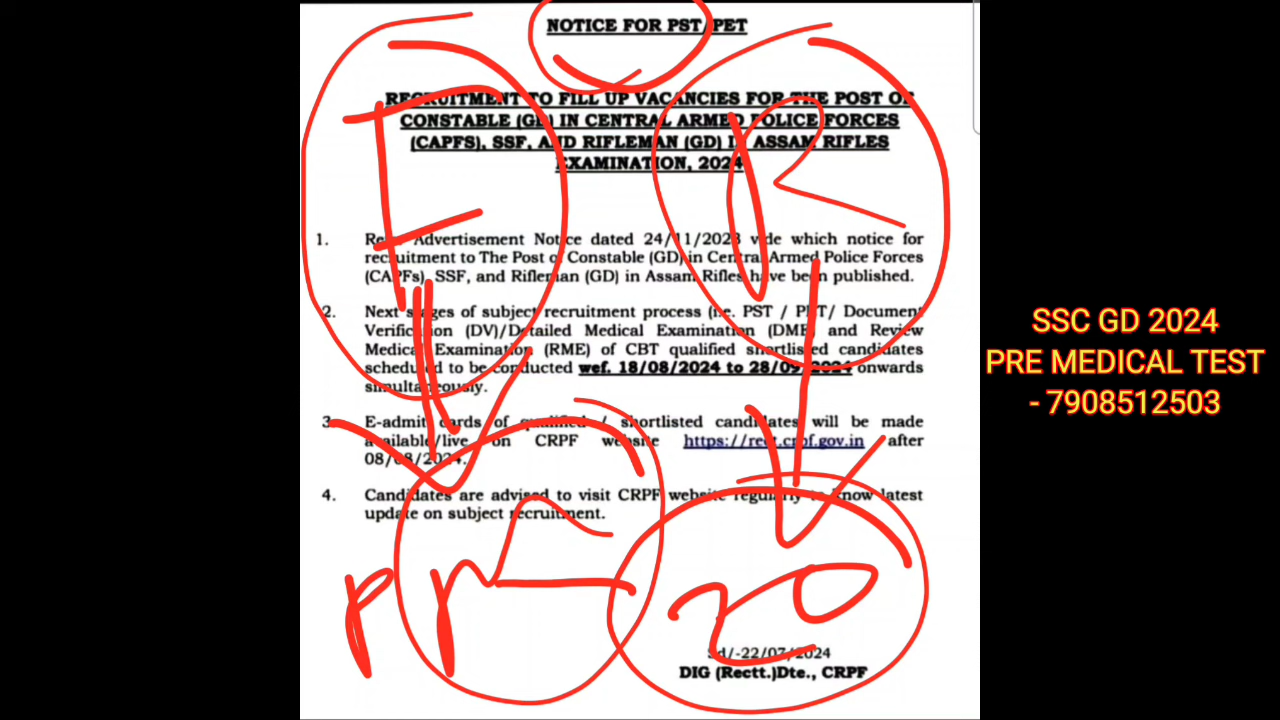 NOTICE FOR PST/PET
RECRUITMENT TO FILL UP VACANCIES FOR THE POST OF
CONSTABLE (GD) IN CENTRAL ARMED POLICE FORCES
(CAPFS), SSF, AND RIFLEMAN (GD) IN ASSAM RIFLES
EXAMINATION, 2024
1. Advertisement Notice dated 24/11/2023 vide which notice for
recruitment to The Post of Constable (GD) in Central Armed Police Forces
(CAPFs), SSF, and Rifleman (GD) in Assam Rifles have been published.
2. Next stages of subject recruitment process (i.e. PST / PET/ Document
Verification (DV)/Detailed Medical Examination (DME) and Review
Medical Examination (RME) of CBT qualified shortlisted candidates
scheduled to be conducted wef. 18/08/2024 to 28/09/2024 onwards
simultaneously.
3. E-admit cards of qualified / shortlisted candidates will be made
available/live on CRPF website https://rect.crpf.gov.in after
08/08/2024.
4. Candidates are advised to visit CRPF website regularly to know latest
update on subject recruitment.
R
20
Sd/-22/07/2024
DIG (Rectt.)Dte., CRPF
SSC GD 2024
PRE MEDICAL TEST
- 7908512503